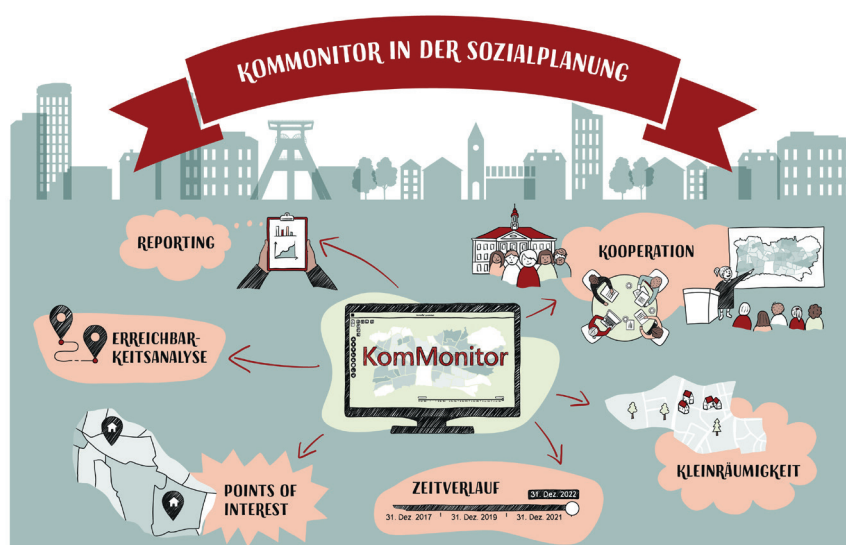 KOMMONITOR IN DER SOZIALPLANUNG
REPORTING
KOOPERATION
ERREICHBAR-
KEITSANALYSE
KomMonitor
KLEINRÄUMIGKEIT
POINTS OF
INTEREST
ZEITVERLAUF
31. Dez. 2022
31. Dez. 2017 31. Dez. 2019 31. Dez. 2021